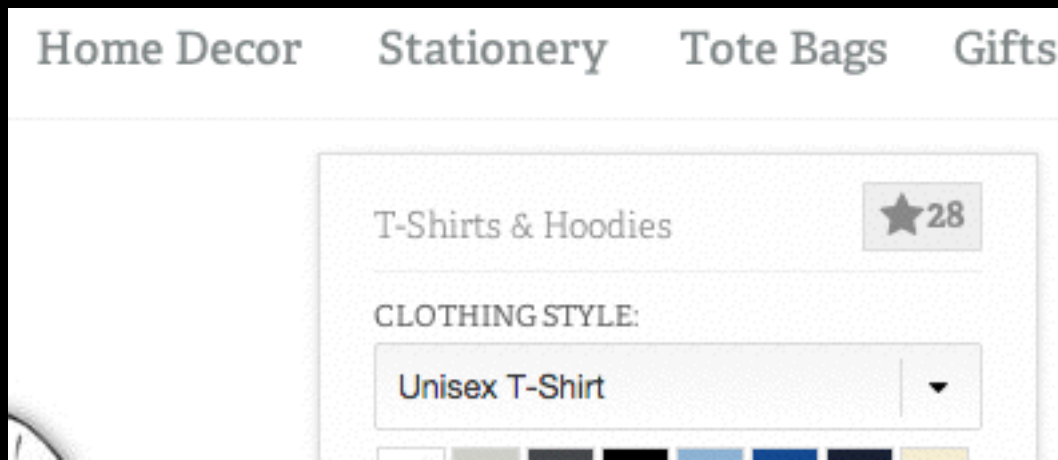 Home Decor Stationery Tote Bags Gifts
T-Shirts & Hoodies 28
CLOTHING STYLE:
Unisex T-Shirt